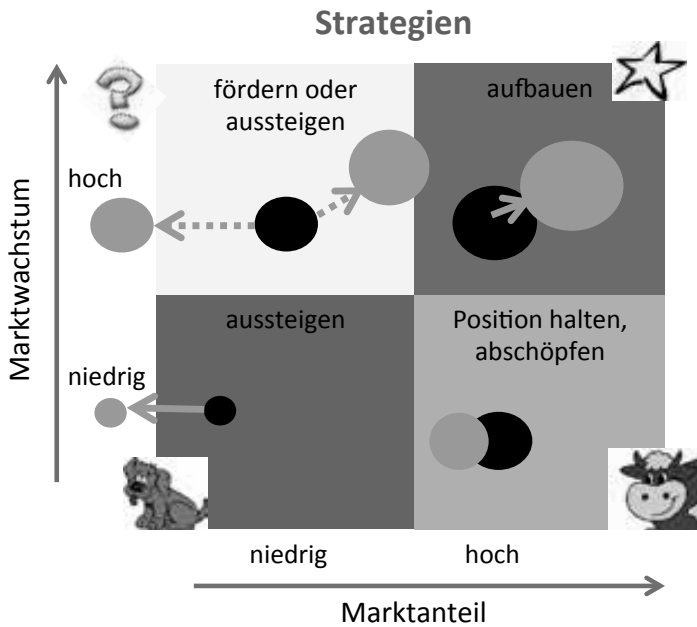 Strategien
fördern oder
aussteigen
aufbauen
hoch
aussteigen
Position halten,
abschöpfen
niedrig
Marktwachstum
niedrig
hoch
Marktanteil